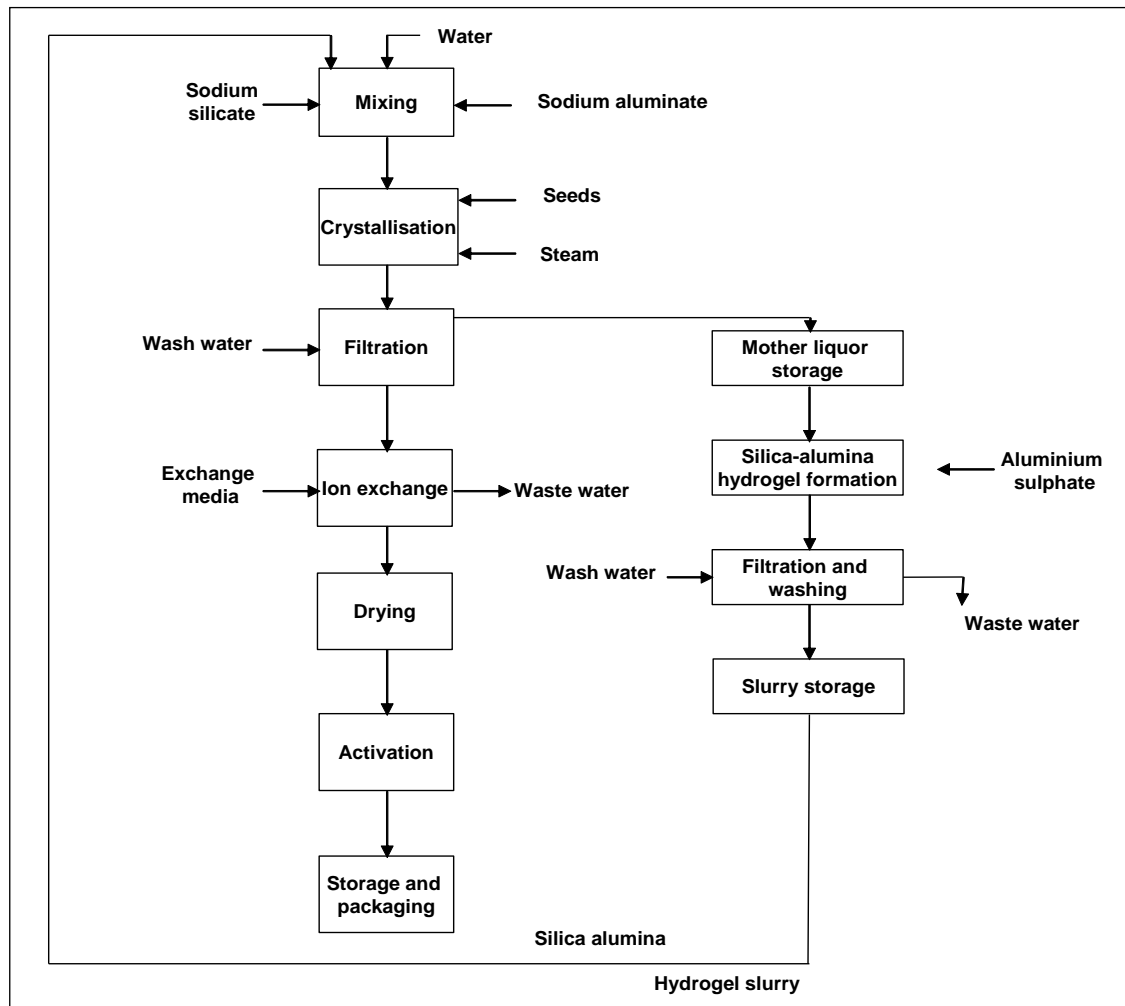 Water
Sodium
silicate
Mixing
Sodium aluminate
Seeds
Crystallisation
Steam
Wash water
Filtration
Mother liquor
storage
Exchange
media
Ion exchange
Waste water
Silica-alumina
hydrogel formation
Aluminium
sulphate
Wash water
Filtration and
washing
Waste water
Drying
Slurry storage
Activation
Storage and
packaging
Silica alumina
Hydrogel slurry